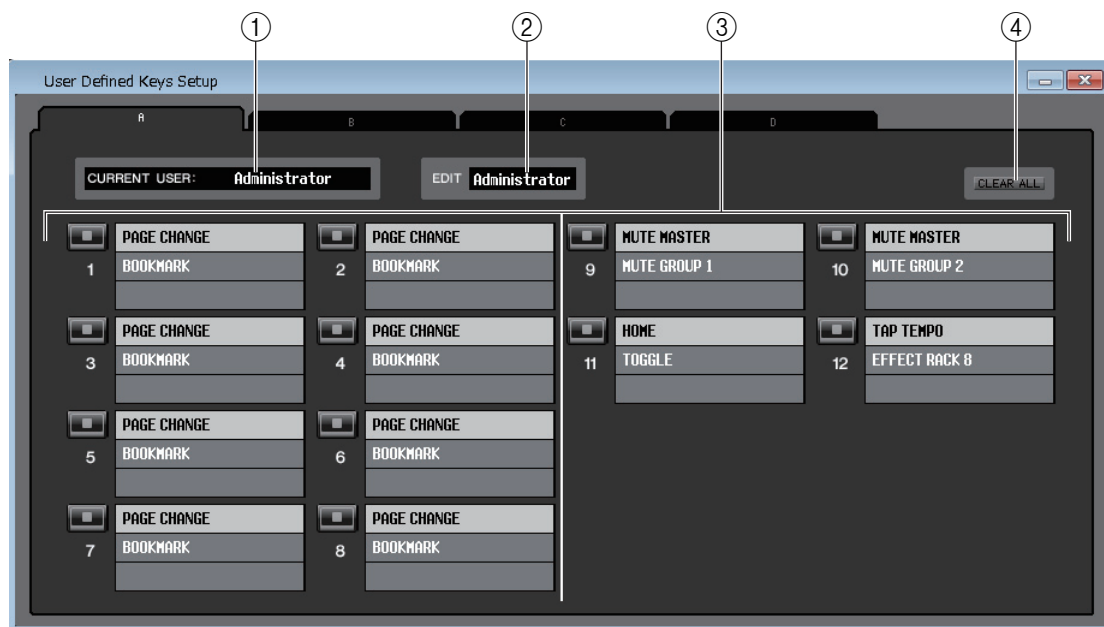 ① ② ③ ④
User Defined Keys Setup
A B C D
CURRENT USER: Administrator EDIT Administrator CLEAR ALL
1 PAGE CHANGE
BOOKMARK
2 PAGE CHANGE
BOOKMARK
9 MUTE MASTER
MUTE GROUP 1
10 MUTE MASTER
MUTE GROUP 2
3 PAGE CHANGE
BOOKMARK
4 PAGE CHANGE
BOOKMARK
11 HOME
TOGGLE
12 TAP TEMPO
EFFECT RACK 8
5 PAGE CHANGE
BOOKMARK
6 PAGE CHANGE
BOOKMARK
7 PAGE CHANGE
BOOKMARK
8 PAGE CHANGE
BOOKMARK